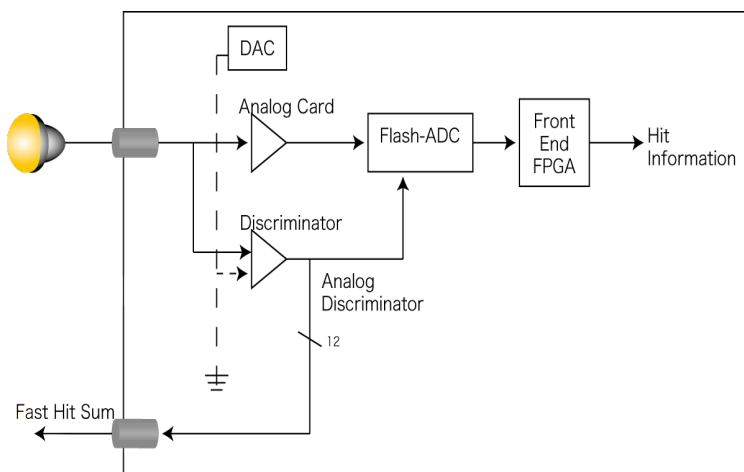 DAC
Analog Card
Flash-ADC
Front
End
FPGA
Hit
Information
Discriminator
Analog
Discriminator
12
Fast Hit Sum